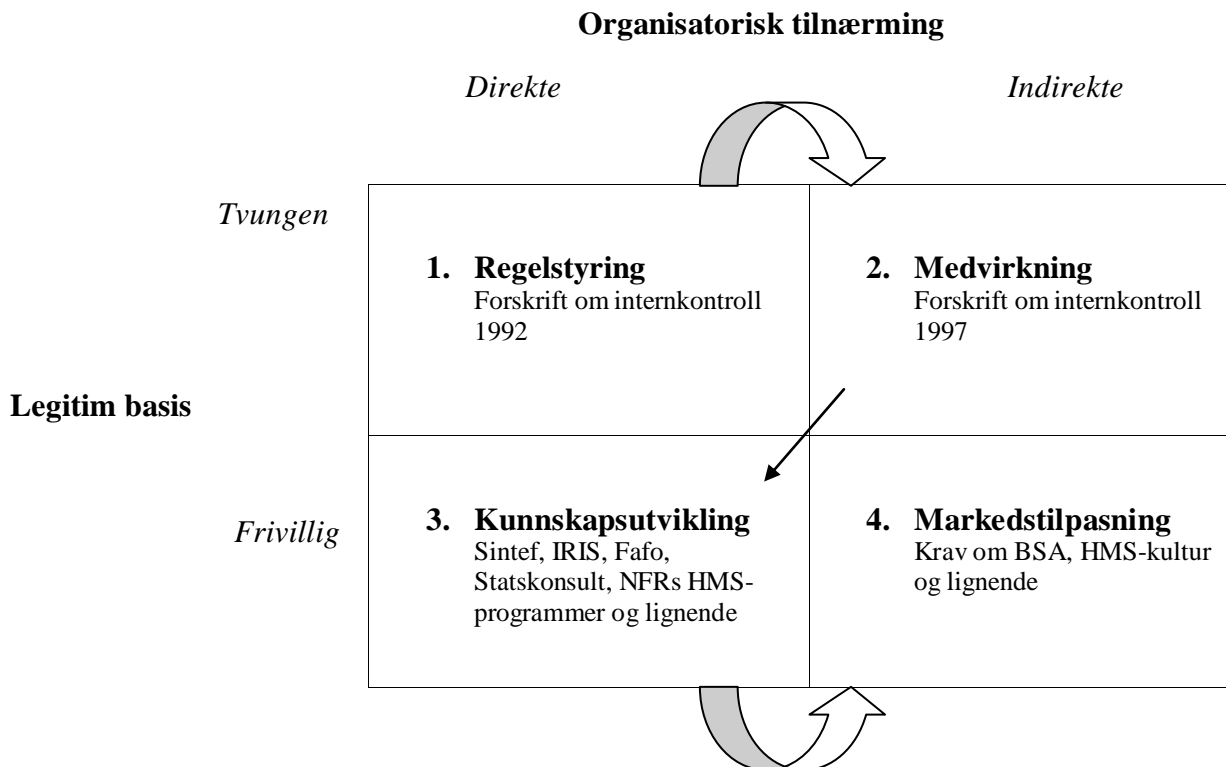 Organisatorisk tilnærming
Direkte
Indirekte
Tvungen
1. Regelstyring
Forskrift om internkontroll
1992
2. Medvirkning
Forskrift om internkontroll
1997
Legitim basis
Frivillig
3. Kunnskapsutvikling
Sintef, IRIS, Fafo,
Statskonsult, NFRs HMS-
programmer og lignende
4. Markedstilpasning
Krav om BSA, HMS-kultur
og lignende